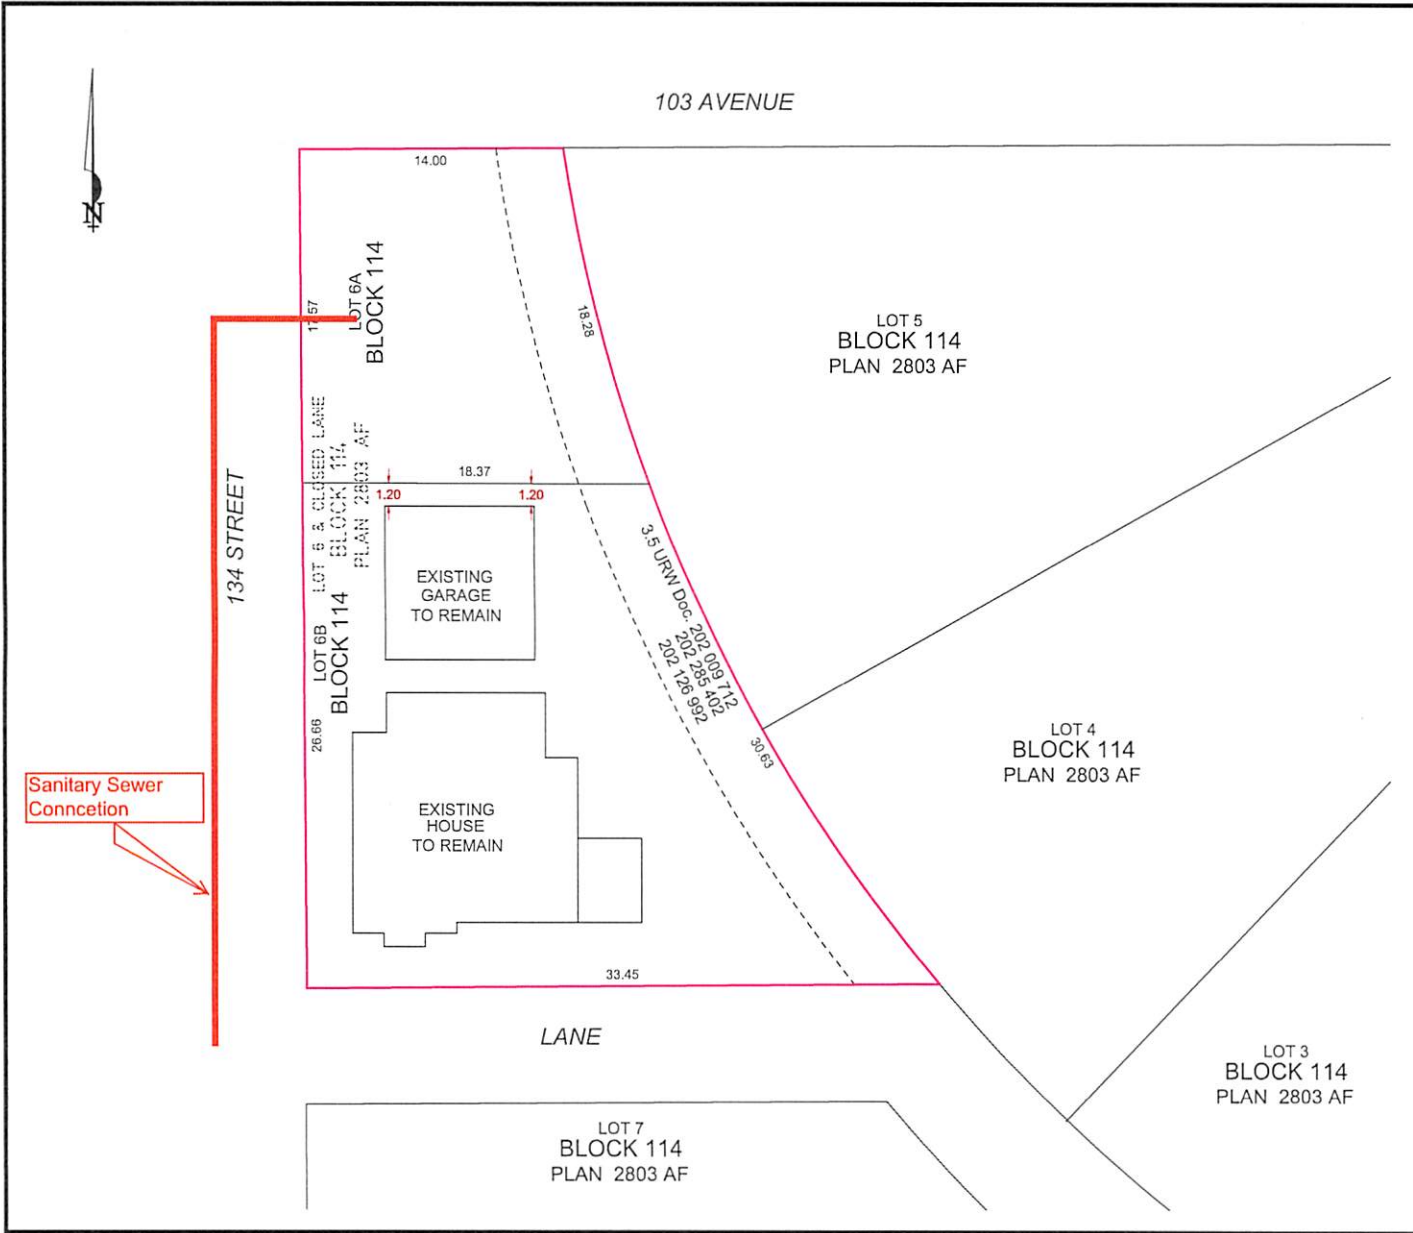 103 AVENUE
N
14.00
17.57
LOT 6A
BLOCK 114
18.28
LOT 5
BLOCK 114
PLAN 2803 AF
LOT 6 & CLOSED LANE
BLOCK 114
PLAN 2803 AF
18.37
1.20
1.20
134 STREET
EXISTING
GARAGE
TO REMAIN
3.5 URW Doc. 202 009 712
202 285 402
202 126 992
LOT 6B
BLOCK 114
26.66
30.63
LOT 4
BLOCK 114
PLAN 2803 AF
Sanitary Sewer
Conncetion
EXISTING
HOUSE
TO REMAIN
33.45
LANE
LOT 3
BLOCK 114
PLAN 2803 AF
LOT 7
BLOCK 114
PLAN 2803 AF